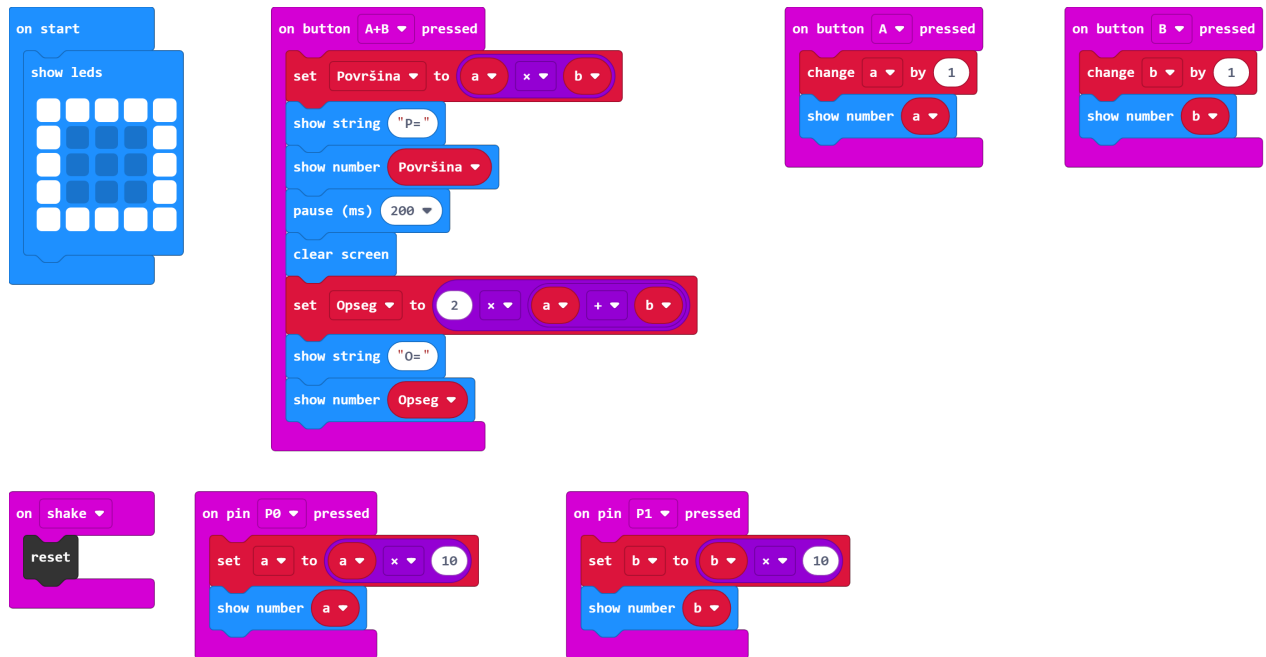 on start
show leds
on button A+B pressed
set Površina to a × b
show string "P="
show number Površina
pause (ms) 200
clear screen
set Opseg to 2 × a + b
show string "O="
show number Opseg
on button A pressed
change a by 1
show number a
on button B pressed
change b by 1
show number b
on shake
reset
on pin P0 pressed
set a to a × 10
show number a
on pin P1 pressed
set b to b × 10
show number b